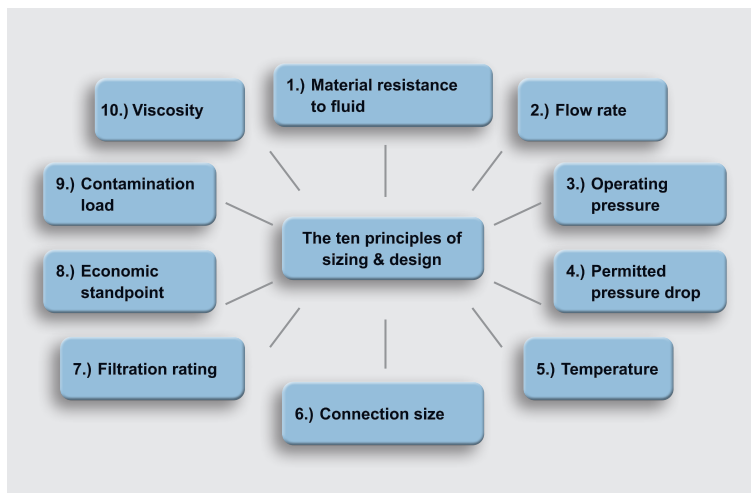 The ten principles of
sizing & design
1.) Material resistance
to fluid
2.) Flow rate
3.) Operating
pressure
4.) Permitted
pressure drop
5.) Temperature
6.) Connection size
7.) Filtration rating
8.) Economic
standpoint
9.) Contamination
load
10.) Viscosity